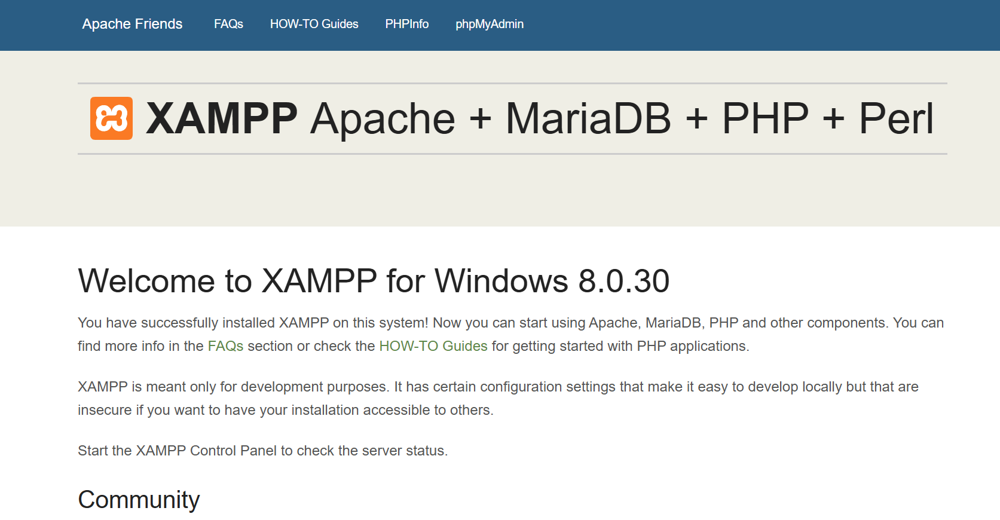 Apache Friends FAQs HOW-TO Guides PHPInfo phpMyAdmin
XAMPP Apache + MariaDB + PHP + Perl
Welcome to XAMPP for Windows 8.0.30
You have successfully installed XAMPP on this system! Now you can start using Apache, MariaDB, PHP and other components. You can
find more info in the FAQs section or check the HOW-TO Guides for getting started with PHP applications.
XAMPP is meant only for development purposes. It has certain configuration settings that make it easy to develop locally but that are
insecure if you want to have your installation accessible to others.
Start the XAMPP Control Panel to check the server status.
Community